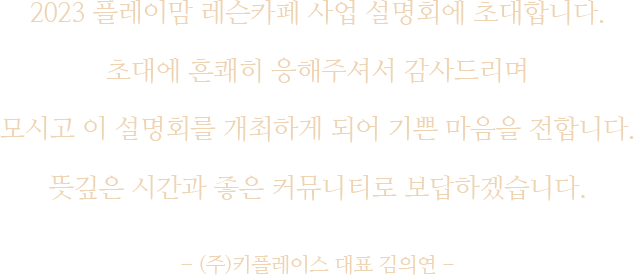 2023 플레이맘 레슨카페 사업 설명회에 초대합니다.
초대에 흔쾌히 응해주셔서 감사드리며
모시고 이 설명회를 개최하게 되어 기쁜 마음을 전합니다.
뜻깊은 시간과 좋은 커뮤니티로 보답하겠습니다.
– (주)키플레이스 대표 김의연 –